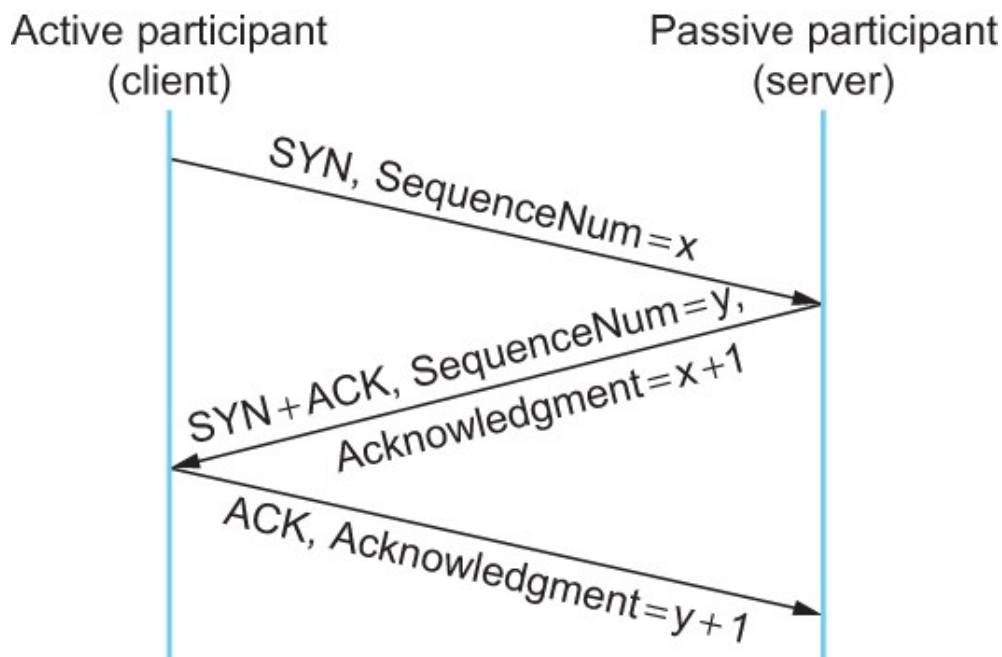 Active participant
(client)
Passive participant
(server)
SYN, SequenceNum=x
SYN+ACK, SequenceNum=y,
Acknowledgment=x+1
ACK, Acknowledgment=y+1